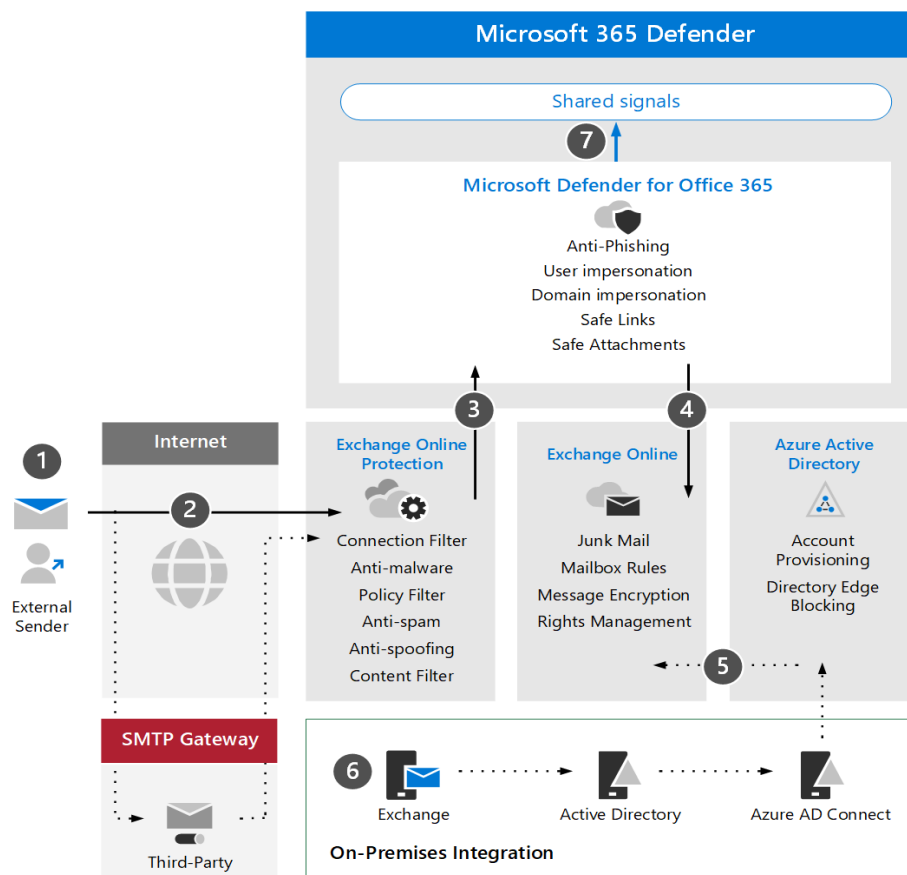 Microsoft 365 Defender
Shared signals
7
Microsoft Defender for Office 365
Anti-Phishing
User impersonation
Domain impersonation
Safe Links
Safe Attachments
3
4
1
Internet
2
External
Sender
Exchange Online
Protection
Connection Filter
Anti-malware
Policy Filter
Anti-spam
Anti-spoofing
Content Filter
Exchange Online
Junk Mail
Mailbox Rules
Message Encryption
Rights Management
Azure Active
Directory
Account
Provisioning
Directory Edge
Blocking
5
SMTP Gateway
Third-Party
6
Exchange
Active Directory
Azure AD Connect
On-Premises Integration